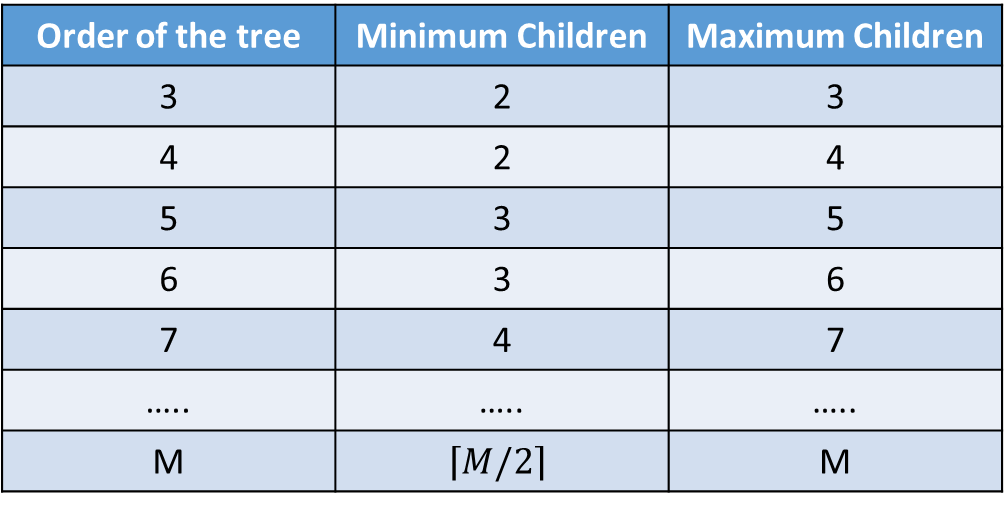 Order of the tree Minimum Children Maximum Children
3 2 3
4 2 4
5 3 5
6 3 6
7 4 7
..... ..... .....
M ⌈M/2⌉ M